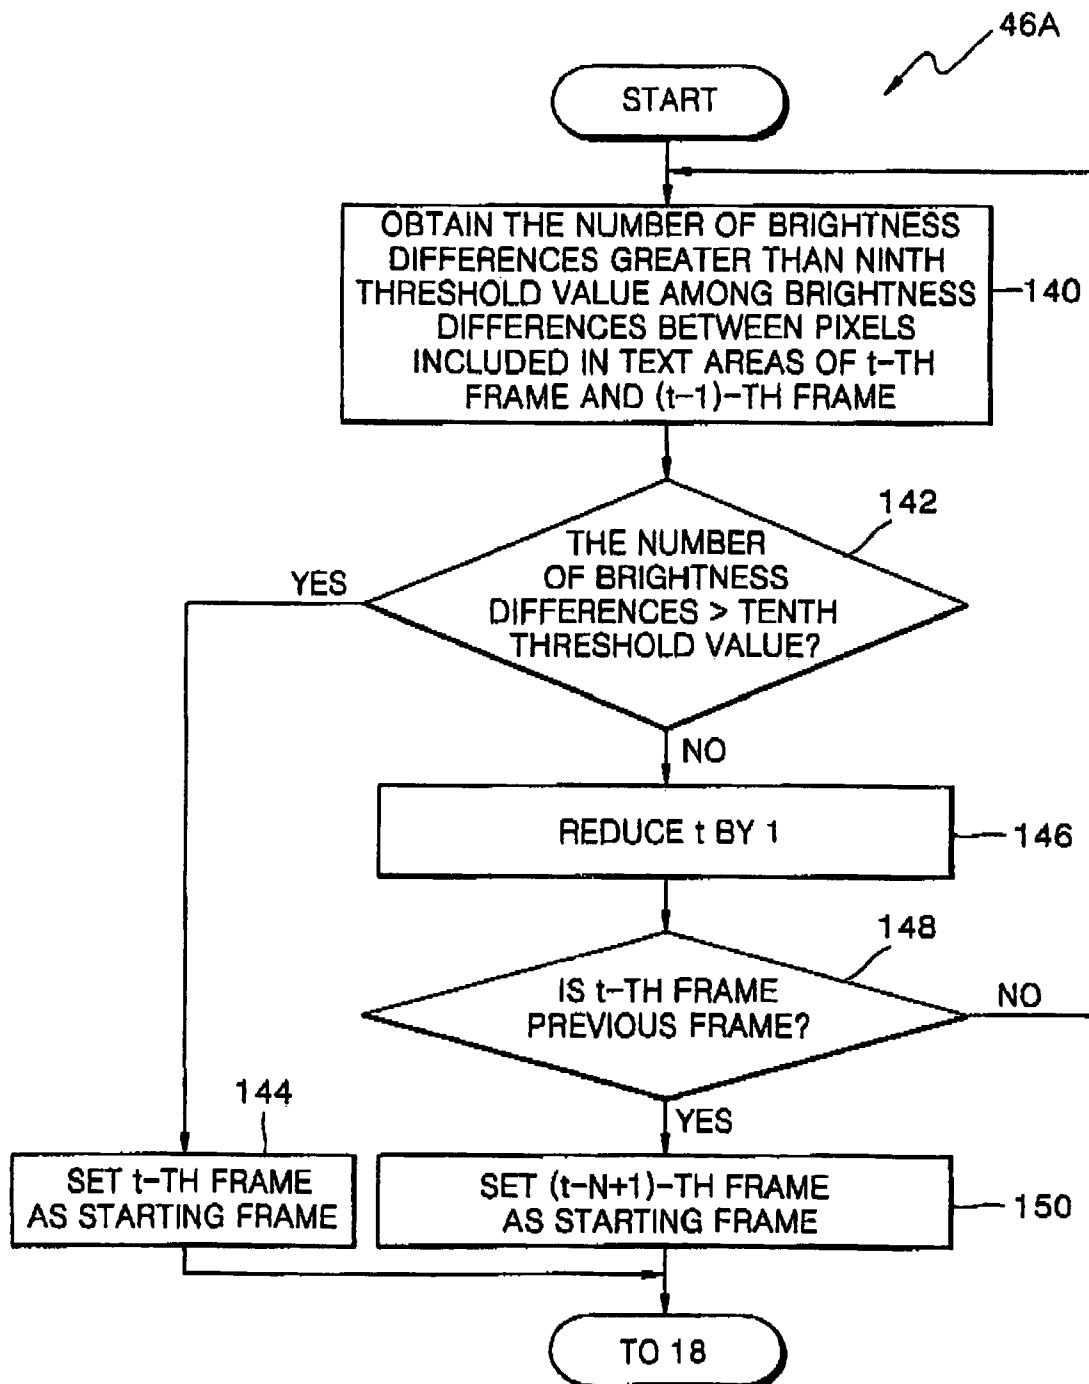 46A
START
OBTAIN THE NUMBER OF BRIGHTNESS
DIFFERENCES GREATER THAN NINTH
THRESHOLD VALUE AMONG BRIGHTNESS
DIFFERENCES BETWEEN PIXELS
INCLUDED IN TEXT AREAS OF t-TH
FRAME AND (t-1)-TH FRAME
140
142
THE NUMBER
OF BRIGHTNESS
DIFFERENCES > TENTH
THRESHOLD VALUE?
YES
NO
REDUCE t BY 1
146
148
IS t-TH FRAME
PREVIOUS FRAME?
NO
YES
144
SET t-TH FRAME
AS STARTING FRAME
SET (t-N+1)-TH FRAME
AS STARTING FRAME
150
TO 18